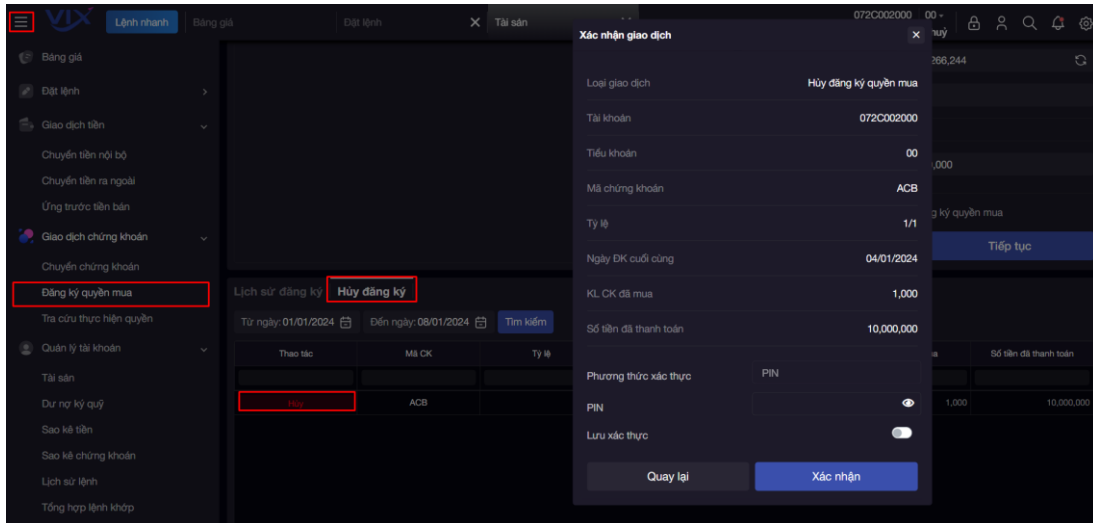 VIX Lệnh nhanh Bảng giá Đặt lệnh Tài sản 072C002000 00 -
huỷ
Bảng giá
Đặt lệnh
Giao dịch tiền
Chuyển tiền nội bộ
Chuyển tiền ra ngoài
Ứng trước tiền bán
Giao dịch chứng khoán
Chuyển chứng khoán
Đăng ký quyền mua
Tra cứu thực hiện quyền
Quản lý tài khoản
Tài sản
Dư nợ ký quỹ
Sao kê tiền
Sao kê chứng khoán
Lịch sử lệnh
Tổng hợp lệnh khớp
Lịch sử đăng ký Hủy đăng ký
Từ ngày: 01/01/2024 Đến ngày: 08/01/2024 Tìm kiếm
Thao tác Mã CK Tỷ lệ Số tiền đã thanh toán
Hủy ACB 1,000 10,000,000
Xác nhận giao dịch
Loại giao dịch Hủy đăng ký quyền mua
Tài khoản 072C002000
Tiểu khoản 00
Mã chứng khoán ACB
Tỷ lệ 1/1
Ngày ĐK cuối cùng 04/01/2024
KL CK đã mua 1,000
Số tiền đã thanh toán 10,000,000
Phương thức xác thực PIN
PIN
Lưu xác thực
Quay lại Xác nhận
266,244
,000
g ký quyền mua
Tiếp tục